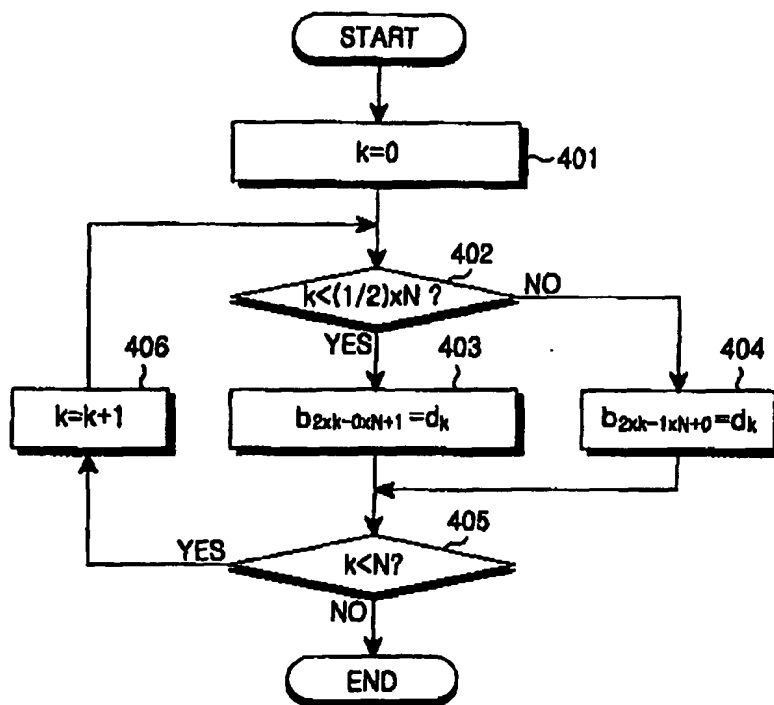 START
k=0
401
402
k<(1/2)xN ?
NO
YES
406
403
404
k=k+1
b2xk-0xN+1=dk
b2xk-1xN+0=dk
405
YES
k<N?
NO
END